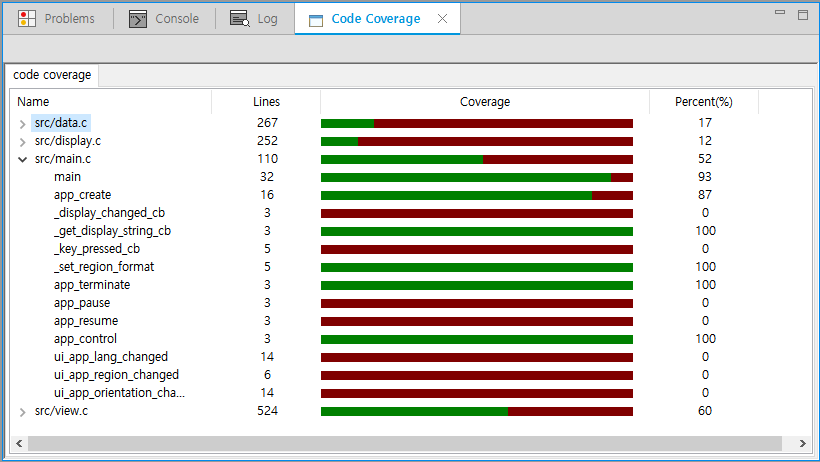 Problems Console Log Code Coverage
code coverage
Name Lines Coverage Percent(%)
src/data.c 267 17
src/display.c 252 12
src/main.c 110 52
main 32 93
app_create 16 87
_display_changed_cb 3 0
_get_display_string_cb 3 100
_key_pressed_cb 5 0
_set_region_format 5 100
app_terminate 3 100
app_pause 3 0
app_resume 3 0
app_control 3 100
ui_app_lang_changed 14 0
ui_app_region_changed 6 0
ui_app_orientation_cha... 14 0
src/view.c 524 60